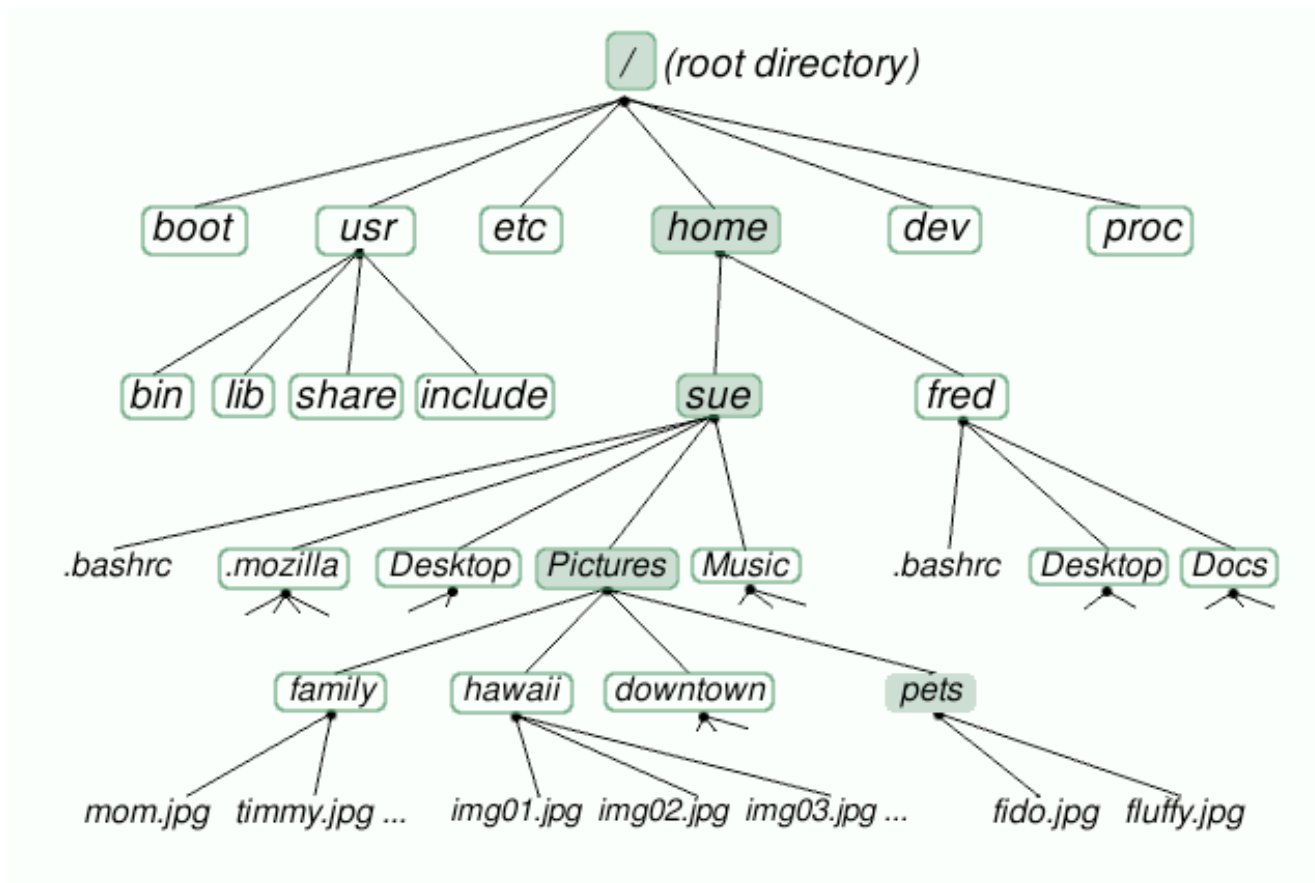 / (root directory)
boot usr etc home dev proc
bin lib share include sue fred
.bashrc .mozilla Desktop Pictures Music .bashrc Desktop Docs
family hawaii downtown pets
mom.jpg timmy.jpg ... img01.jpg img02.jpg img03.jpg ... fido.jpg fluffy.jpg